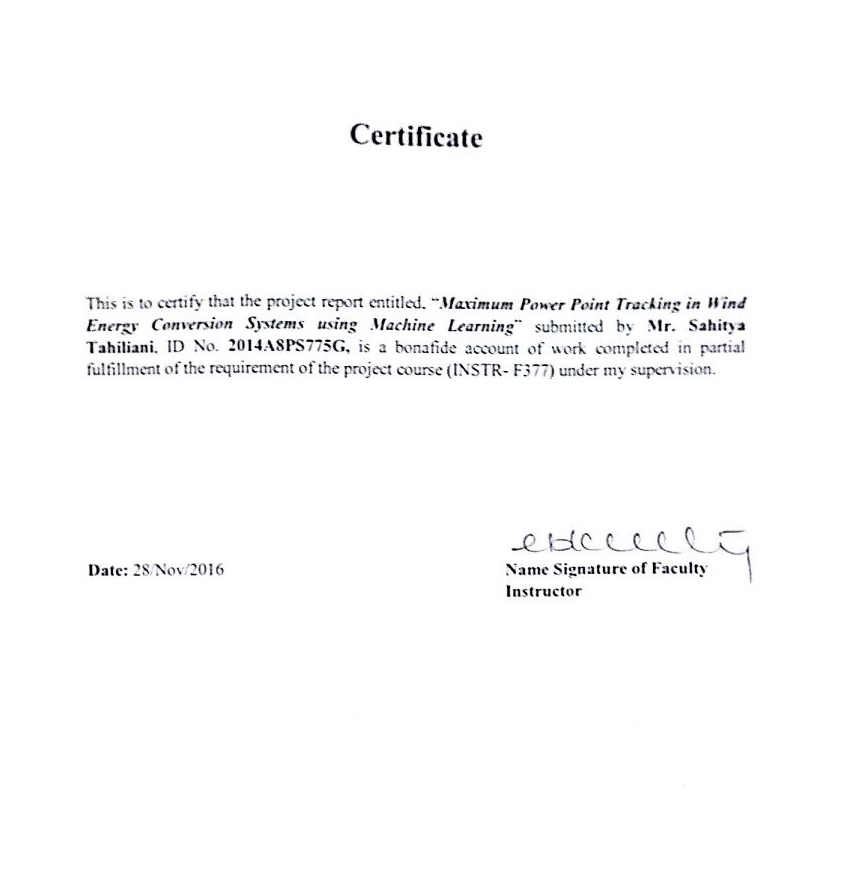 Certificate
This is to certify that the project report entitled, "Maximum Power Point Tracking in Wind
Energy Conversion Systems using Machine Learning" submitted by Mr. Sahitya
Tahiliani, ID No. 2014A8PS775G, is a bonafide account of work completed in partial
fulfillment of the requirement of the project course (INSTR- F377) under my supervision.
Date: 28/Nov/2016
Name Signature of Faculty
Instructor